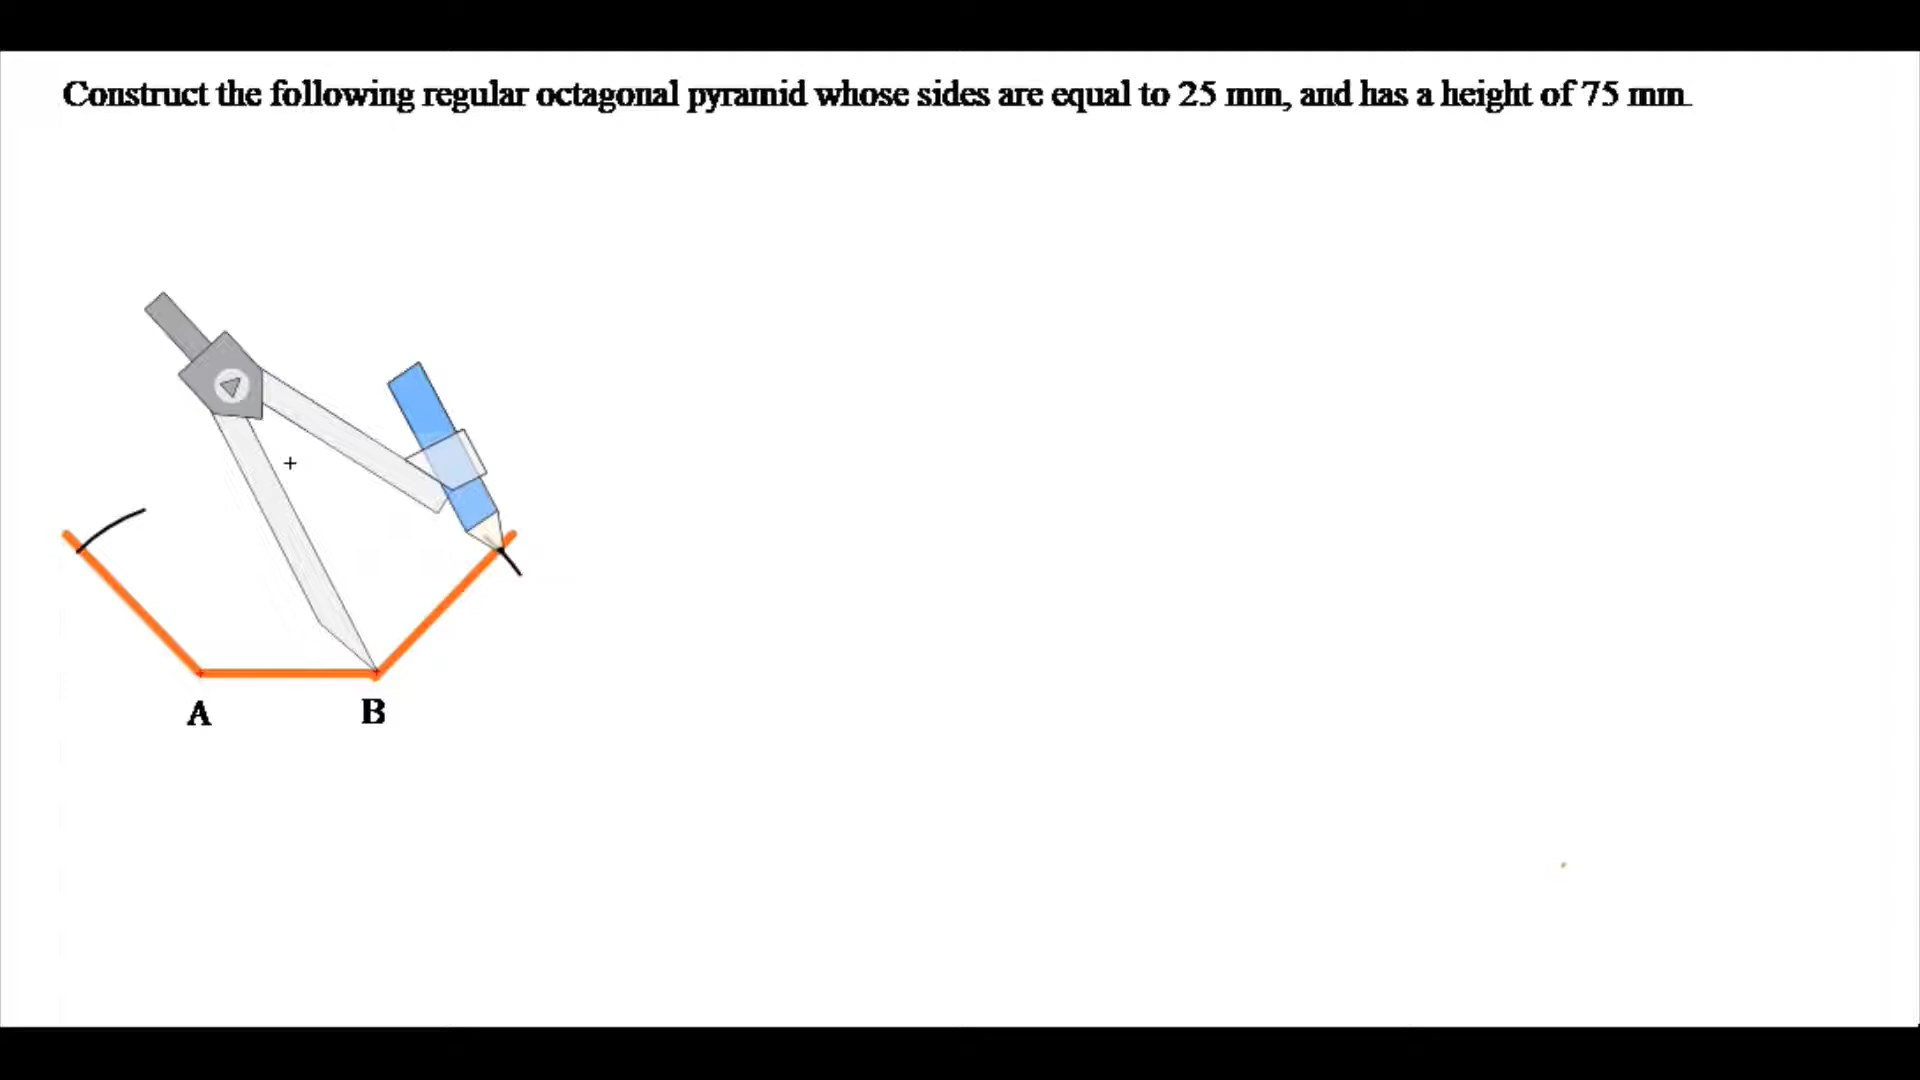 Construct the following regular octagonal pyramid whose sides are equal to 25 mm, and has a height of 75 mm.
A B